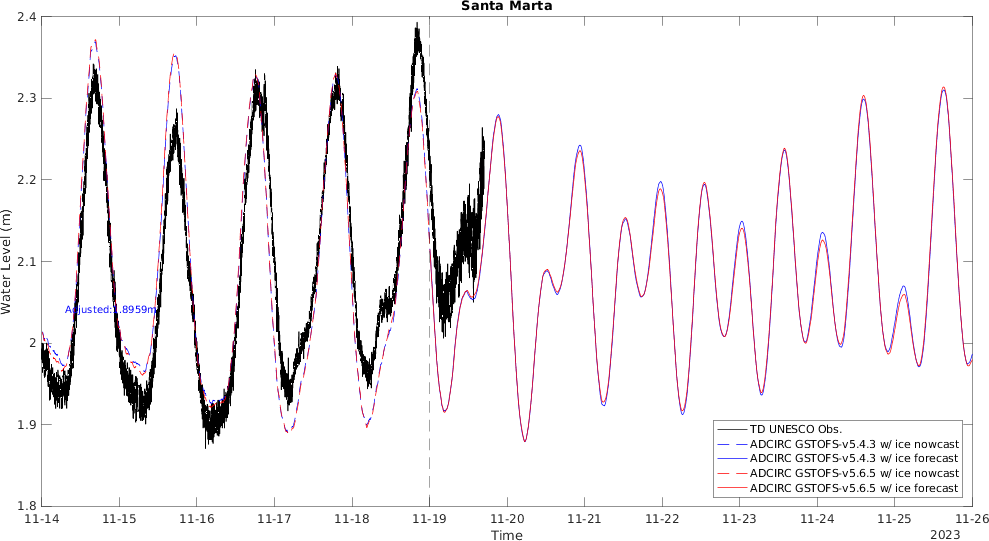 Santa Marta
2.4
2.3
2.2
2.1
2
1.9
1.8
Water Level (m)
Adjusted:1.8959m
TD UNESCO Obs.
ADCIRC GSTOFS-v5.4.3 w/ ice nowcast
ADCIRC GSTOFS-v5.4.3 w/ ice forecast
ADCIRC GSTOFS-v5.6.5 w/ ice nowcast
ADCIRC GSTOFS-v5.6.5 w/ ice forecast
11-14 11-15 11-16 11-17 11-18 11-19 11-20 11-21 11-22 11-23 11-24 11-25 11-26
Time
2023